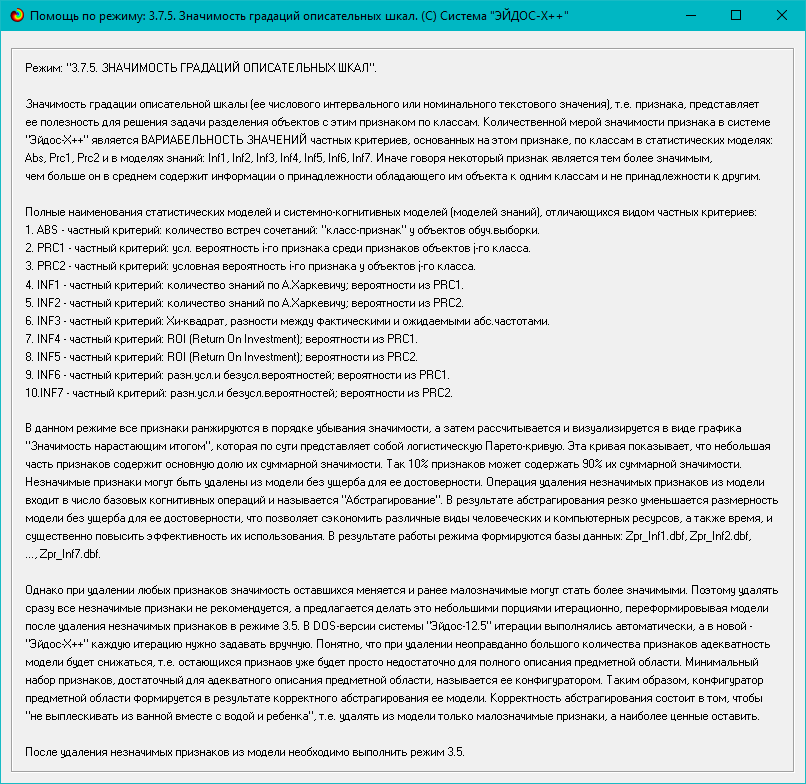 Помощь по режиму: 3.7.5. Значимость градаций описательных шкал. (C) Система "ЭЙДОС-X++"
Режим: "3.7.5. ЗНАЧИМОСТЬ ГРАДАЦИЙ ОПИСАТЕЛЬНЫХ ШКАЛ".
Значимость градации описательной шкалы (ее числового интервального или номинального текстового значения), т.е. признака, представляет
ее полезность для решения задачи разделения объектов с этим признаком по классам. Количественной мерой значимости признака в системе
"Эйдос-X++" является ВАРИАБЕЛЬНОСТЬ ЗНАЧЕНИЙ частных критериев, основанных на этом признаке, по классам в статистических моделях:
Abs, Prc1, Prc2 и в моделях знаний: Inf1, Inf2, Inf3, Inf4, Inf5, Inf6, Inf7. Иначе говоря некоторый признак является тем более значимым,
чем больше он в среднем содержит информации о принадлежности обладающего им объекта к одним классам и не принадлежности к другим.
Полные наименования статистических моделей и системно-когнитивных моделей (моделей знаний), отличающихся видом частных критериев:
1. ABS - частный критерий: количество встреч сочетаний: "класс-признак" у объектов обуч.выборки.
2. PRC1 - частный критерий: усл. вероятность i-го признака среди признаков объектов j-го класса.
3. PRC2 - частный критерий: условная вероятность i-го признака у объектов j-го класса.
4. INF1 - частный критерий: количество знаний по А.Харкевичу; вероятности из PRC1.
5. INF2 - частный критерий: количество знаний по А.Харкевичу; вероятности из PRC2.
6. INF3 - частный критерий: Хи-квадрат, разности между фактическими и ожидаемыми абс.частотами.
7. INF4 - частный критерий: ROI (Return On Investment); вероятности из PRC1.
8. INF5 - частный критерий: ROI (Return On Investment); вероятности из PRC2.
9. INF6 - частный критерий: разн.усл.и безусл.вероятностей; вероятности из PRC1.
10.INF7 - частный критерий: разн.усл.и безусл.вероятностей; вероятности из PRC2.
В данном режиме все признаки ранжируются в порядке убывания значимости, а затем рассчитывается и визуализируется в виде графика
"Значимость нарастающим итогом", которая по сути представляет собой логистическую Парето-кривую. Эта кривая показывает, что небольшая
часть признаков содержит основную долю их суммарной значимости. Так 10% признаков может содержать 90% их суммарной значимости.
Незначимые признаки могут быть удалены из модели без ущерба для ее достоверности. Операция удаления незначимых признаков из модели
входит в число базовых когнитивных операций и называется "Абстрагирование". В результате абстрагирования резко уменьшается размерность
модели без ущерба для ее достоверности, что позволяет сэкономить различные виды человеческих и компьютерных ресурсов, а также время, и
существенно повысить эффективность их использования. В результате работы режима формируются базы данных: Zpr_Inf1.dbf, Zpr_Inf2.dbf,
..., Zpr_Inf7.dbf.
Однако при удалении любых признаков значимость оставшихся меняется и ранее малозначимые могут стать более значимыми. Поэтому удалять
сразу все незначимые признаки не рекомендуется, а предлагается делать это небольшими порциями итерационно, переформировывая модели
после удаления незначимых признаков в режиме 3.5. В DOS-версии системы "Эйдос-12.5" итерации выполнялись автоматически, а в новой -
"Эйдос-X++" каждую итерацию нужно задавать вручную. Понятно, что при удалении неоправданно большого количества признаков адекватность
модели будет снижаться, т.е. остающихся признаов уже будет просто недостаточно для полного описания предметной области. Минимальный
набор признаков, достаточный для адекватного описания предметной области, называется ее конфигуратором. Таким образом, конфигуратор
предметной области формируется в результате корректного абстрагирования ее модели. Корректность абстрагирования состоит в том, чтобы
"не выплескивать из ванной вместе с водой и ребенка", т.е. удалять из модели только малозначимые признаки, а наиболее ценные оставить.
После удаления незначимых признаков из модели необходимо выполнить режим 3.5.